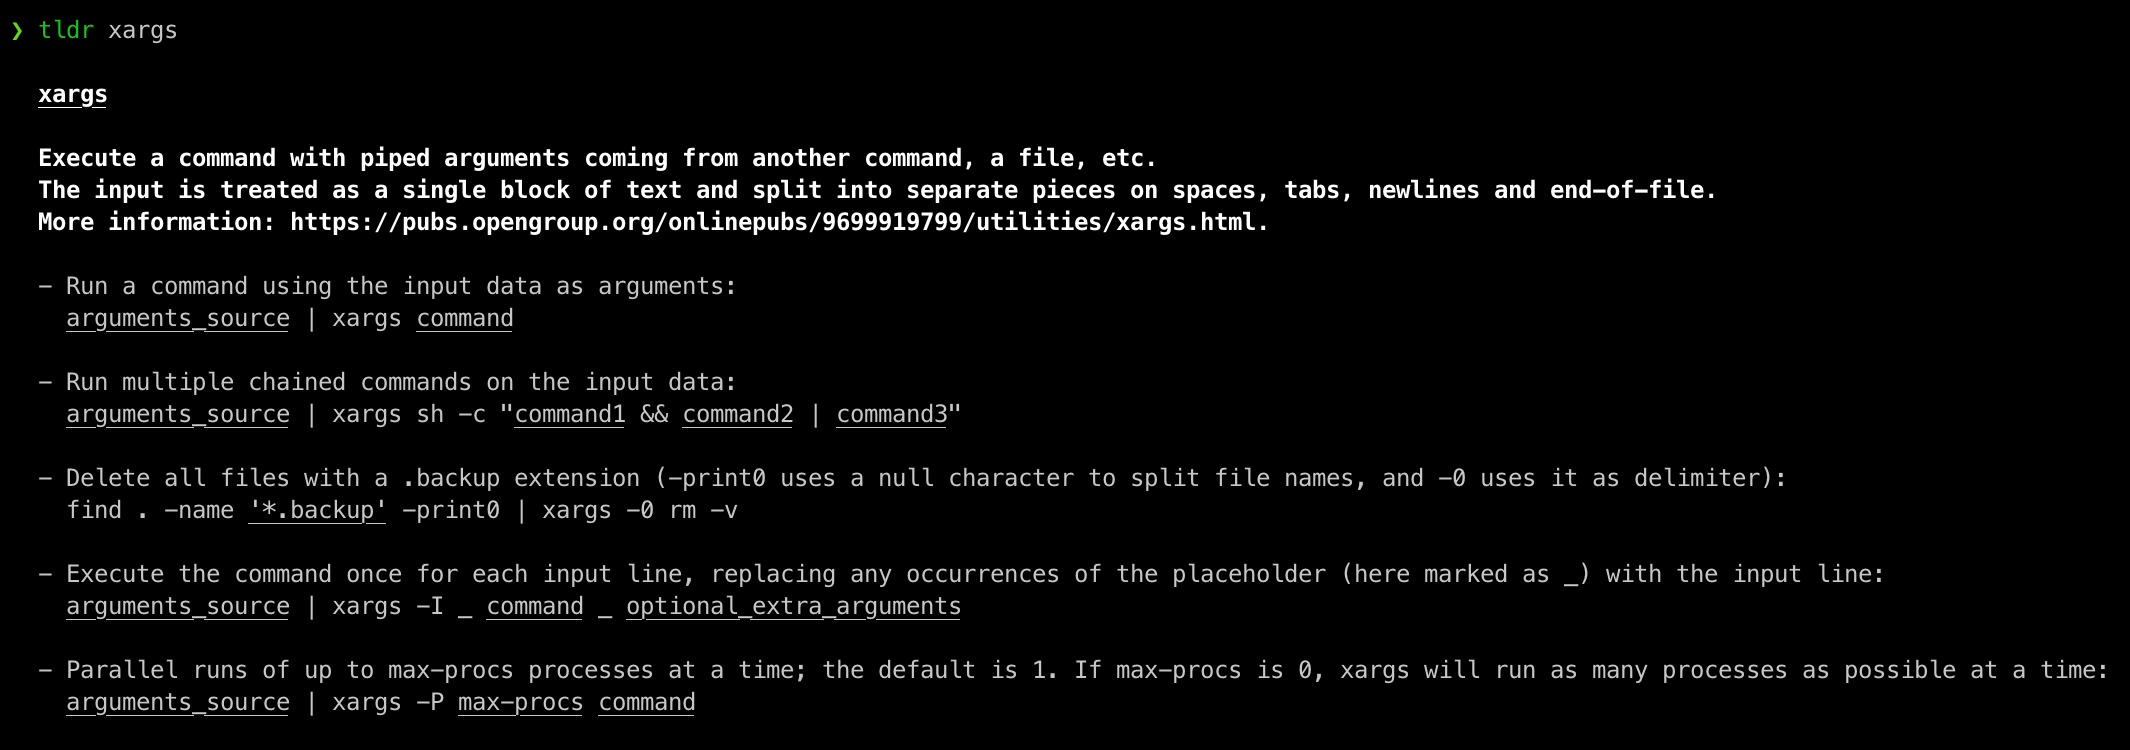 ❯ tldr xargs
xargs
Execute a command with piped arguments coming from another command, a file, etc.
The input is treated as a single block of text and split into separate pieces on spaces, tabs, newlines and end-of-file.
More information: https://pubs.opengroup.org/onlinepubs/9699919799/utilities/xargs.html.
- Run a command using the input data as arguments:
arguments_source | xargs command
- Run multiple chained commands on the input data:
arguments_source | xargs sh -c "command1 && command2 | command3"
- Delete all files with a .backup extension (-print0 uses a null character to split file names, and -0 uses it as delimiter):
find . -name '*.backup' -print0 | xargs -0 rm -v
- Execute the command once for each input line, replacing any occurrences of the placeholder (here marked as _) with the input line:
arguments_source | xargs -I _ command _ optional_extra_arguments
- Parallel runs of up to max-procs processes at a time; the default is 1. If max-procs is 0, xargs will run as many processes as possible at a time:
arguments_source | xargs -P max-procs command